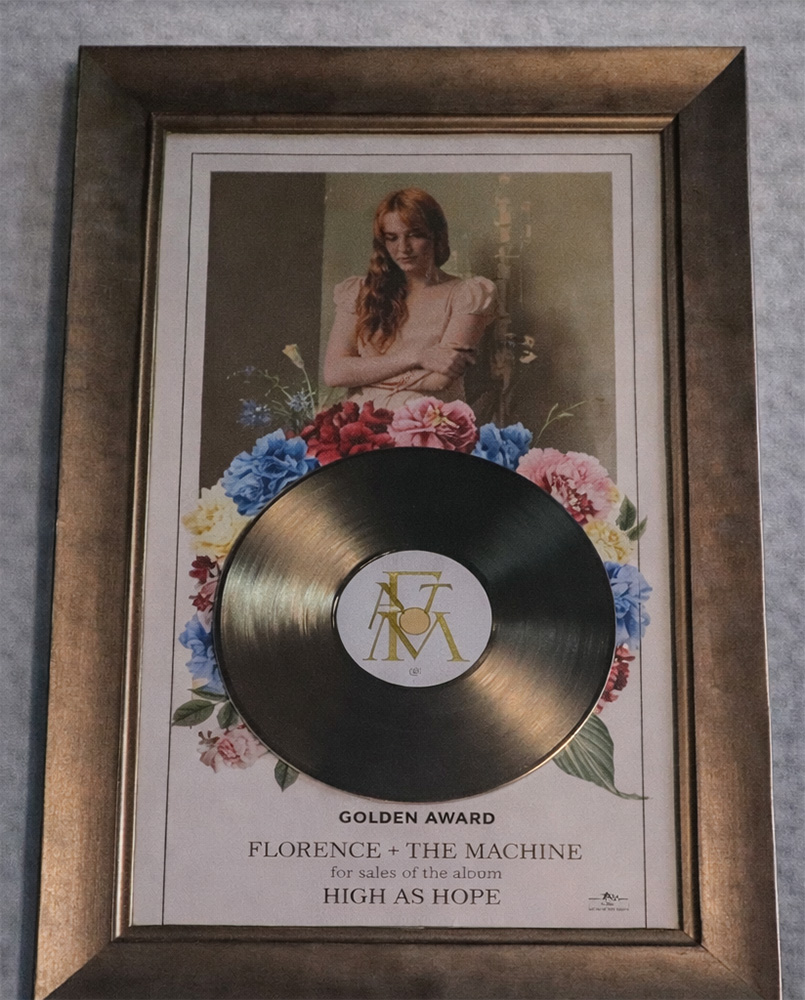 GOLDEN AWARD
FLORENCE + THE MACHINE
for sales of the album
HIGH AS HOPE